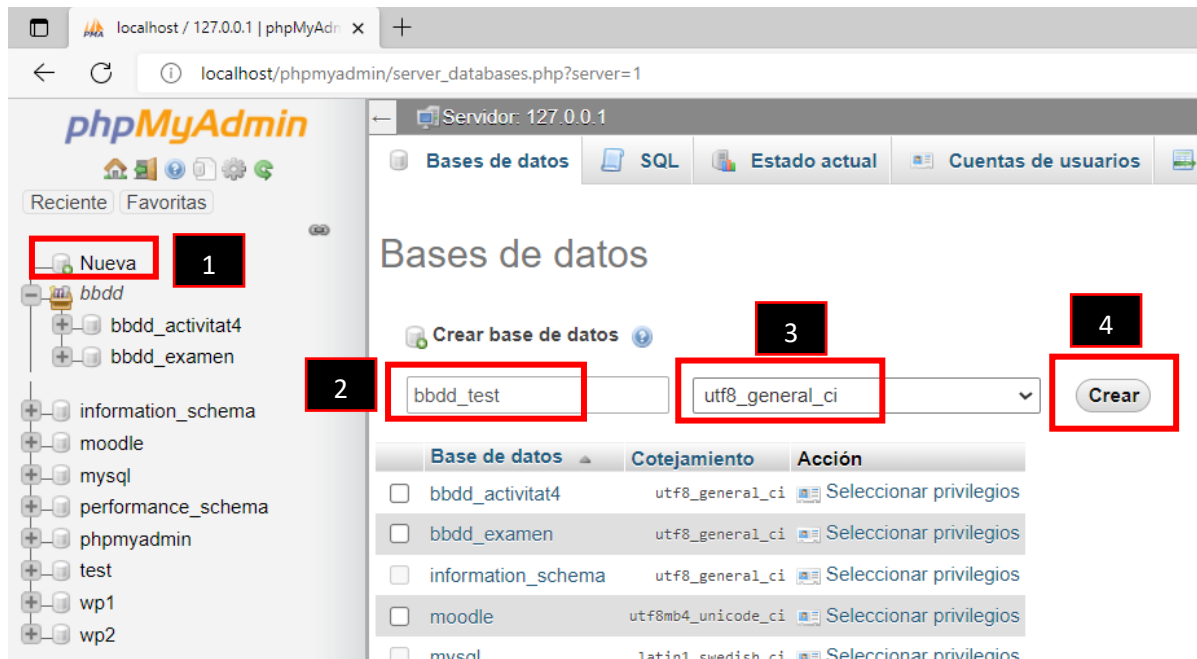 localhost / 127.0.0.1 | phpMyAdn
localhost/phpmyadmin/server_databases.php?server=1
phpMyAdmin
Reciente Favoritas
Nueva
1
bbdd
bbdd_activitat4
bbdd_examen
information_schema
moodle
mysql
performance_schema
phpmyadmin
test
wp1
wp2
Servidor: 127.0.0.1
Bases de datos SQL Estado actual Cuentas de usuarios
Bases de datos
Crear base de datos
3
4
2
bbdd_test utf8_general_ci Crear
Base de datos Cotejamiento Acción
bbdd_activitat4 utf8_general_ci Seleccionar privilegios
bbdd_examen utf8_general_ci Seleccionar privilegios
information_schema utf8_general_ci Seleccionar privilegios
moodle utf8mb4_unicode_ci Seleccionar privilegios
mysql latin1_swedish_ci Seleccionar privilegios